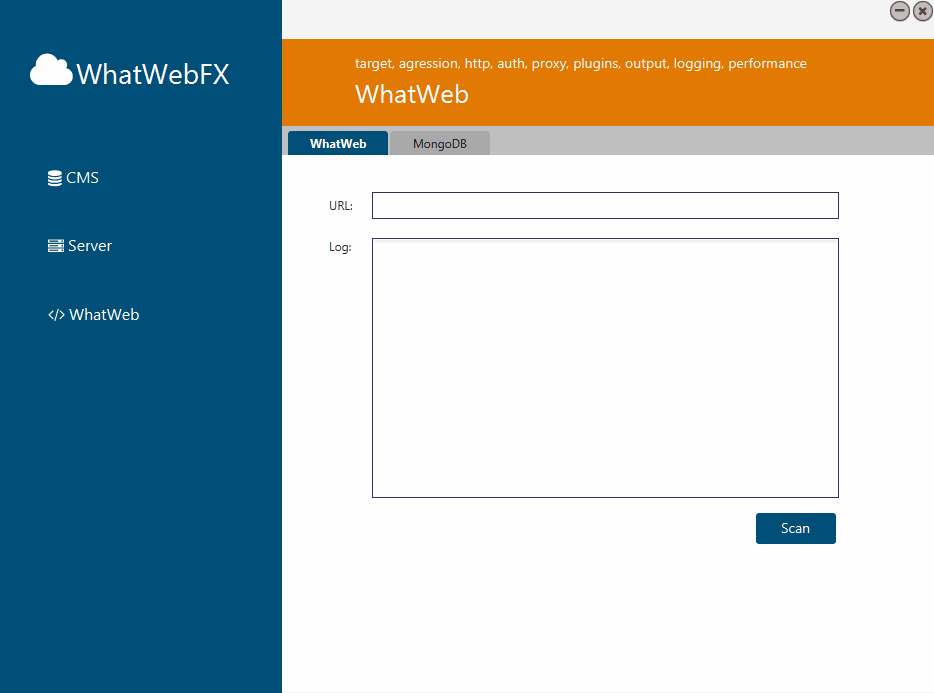 WhatWebFX
CMS
Server
</> WhatWeb
target, agression, http, auth, proxy, plugins, output, logging, performance
WhatWeb
WhatWeb
MongoDB
URL:
Log:
Scan